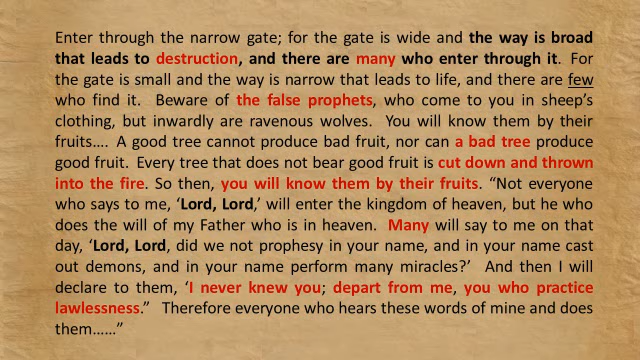 Enter through the narrow gate; for the gate is wide and the way is broad
that leads to destruction, and there are many who enter through it. For
the gate is small and the way is narrow that leads to life, and there are few
who find it. Beware of the false prophets, who come to you in sheep’s
clothing, but inwardly are ravenous wolves. You will know them by their
fruits…. A good tree cannot produce bad fruit, nor can a bad tree produce
good fruit. Every tree that does not bear good fruit is cut down and thrown
into the fire. So then, you will know them by their fruits. “Not everyone
who says to me, ‘Lord, Lord,’ will enter the kingdom of heaven, but he who
does the will of my Father who is in heaven. Many will say to me on that
day, ‘Lord, Lord, did we not prophesy in your name, and in your name cast
out demons, and in your name perform many miracles?’ And then I will
declare to them, ‘I never knew you; depart from me, you who practice
lawlessness.” Therefore everyone who hears these words of mine and does
them……”